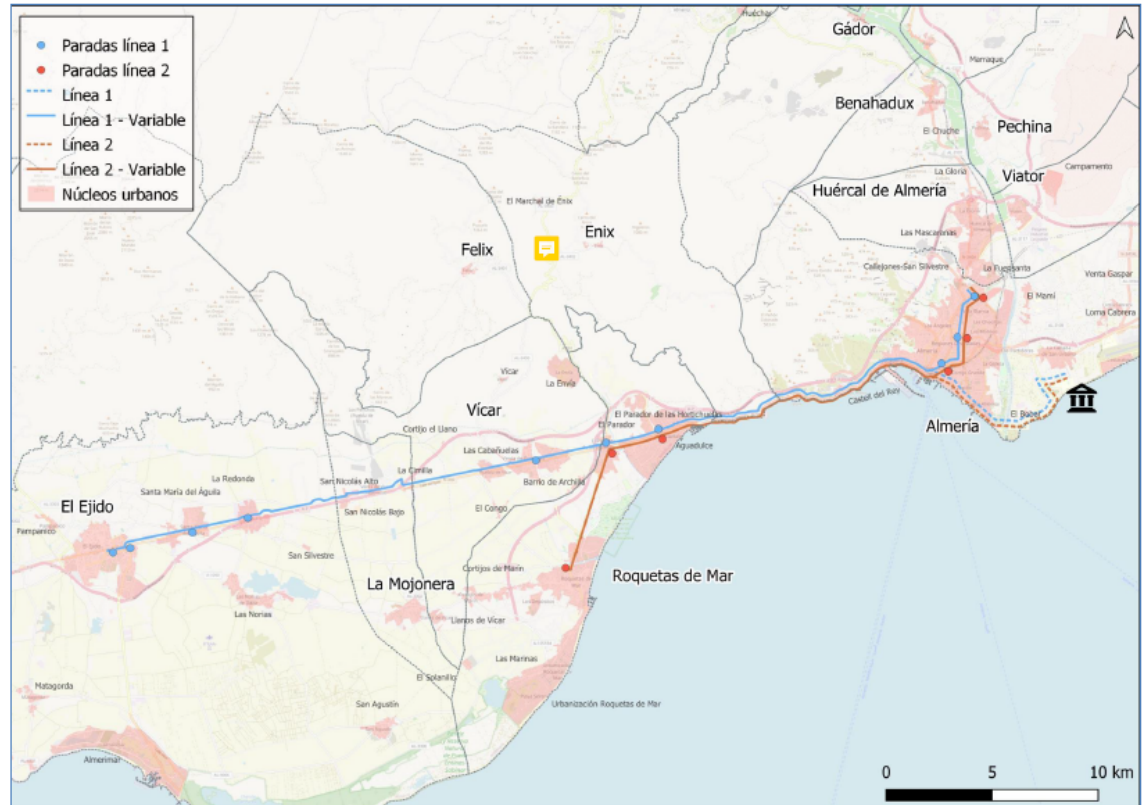 Paradas línea 1
Paradas línea 2
Línea 1
Línea 1 - Variable
Línea 2
Línea 2 - Variable
Núcleos urbanos
Huéchar
Gádor
Marraque
Benahadux
Pechina
El Chuche
Campamento
La Gloria
Viator
Huércal de Almería
El Marchal de Enix
Enix
Felix
Las Mascaranas
Callejones-San Silvestre
La Fuensanta
Venta Gaspar
El Mami
Loma Cabrera
La Envía
Vícar
Vícar
Castell del Rey
El Bobar
Almería
El Parador de las Hortichuelas
El Parador
Aguadulce
Cortijo el Llano
Las Cabañuelas
La Cimilla
Barrio de Archilla
San Nicolás Alto
San Nicolás Bajo
La Redonda
Santa María del Águila
El Ejido
Pampanico
El Congo
San Silvestre
Cortijos de Marín
Roquetas de Mar
La Mojonera
Las Norias
Llanos de Vícar
Las Marinas
El Solanillo
Matagorda
San Agustín
Urbanización Roquetas de Mar
Almerimar
0 5 10 km